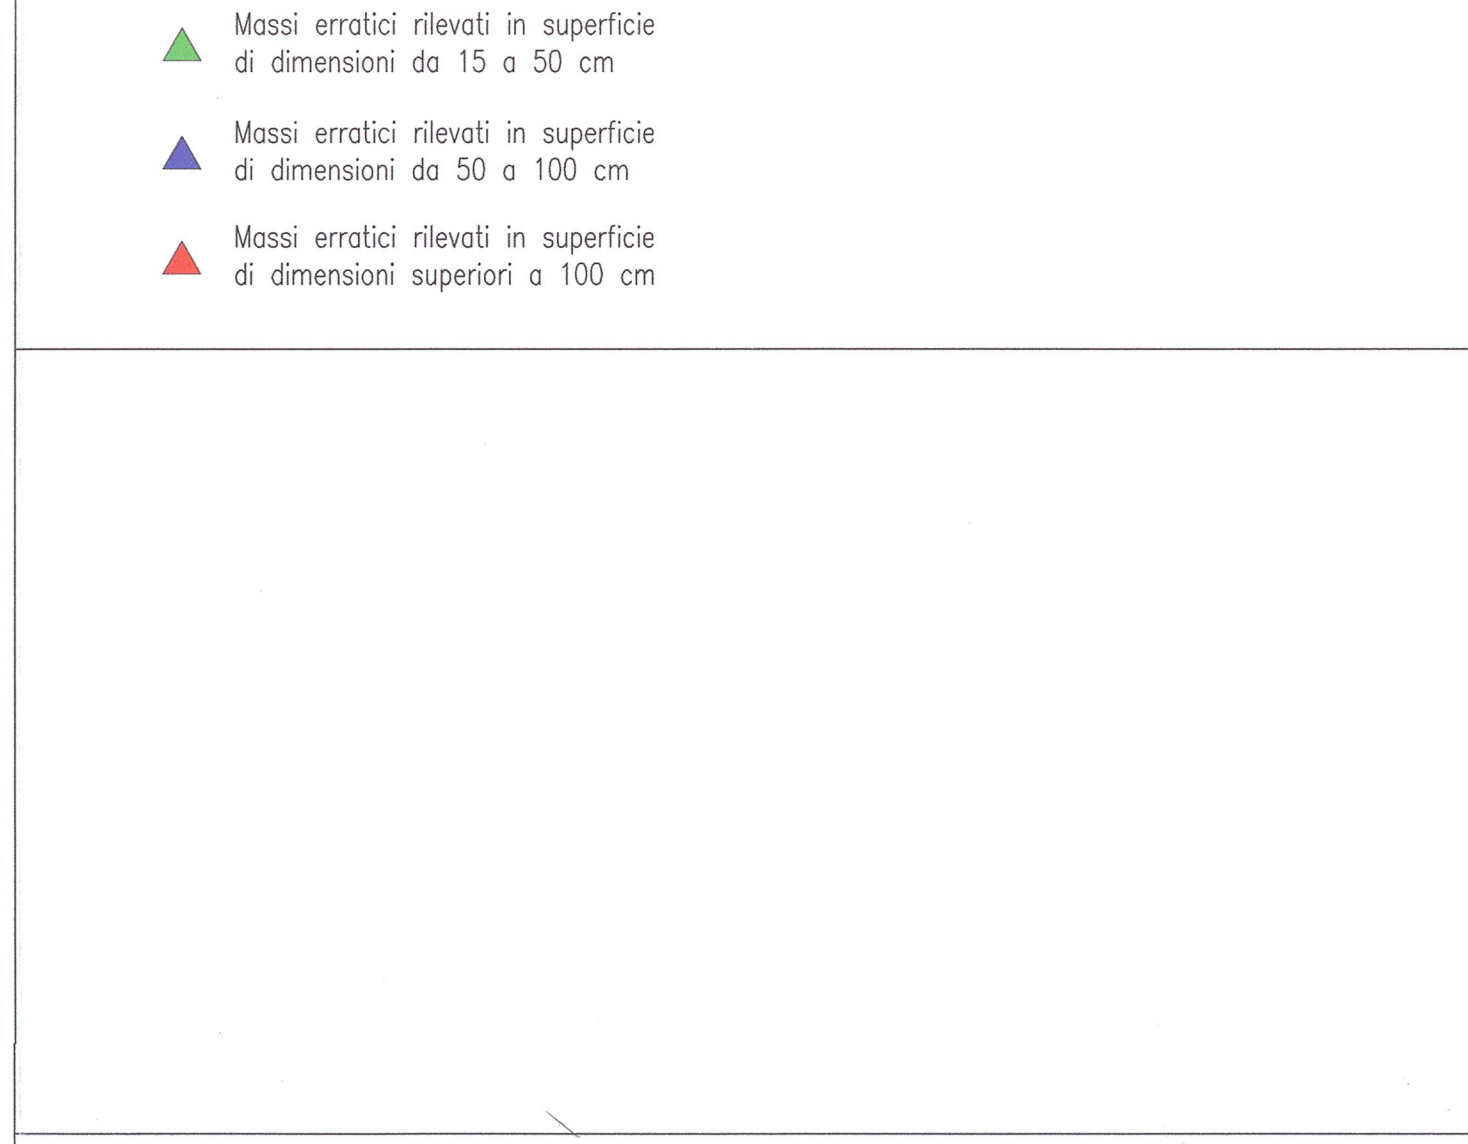 Massi erratici rilevati in superficie
di dimensioni da 15 a 50 cm
Massi erratici rilevati in superficie
di dimensioni da 50 a 100 cm
Massi erratici rilevati in superficie
di dimensioni superiori a 100 cm